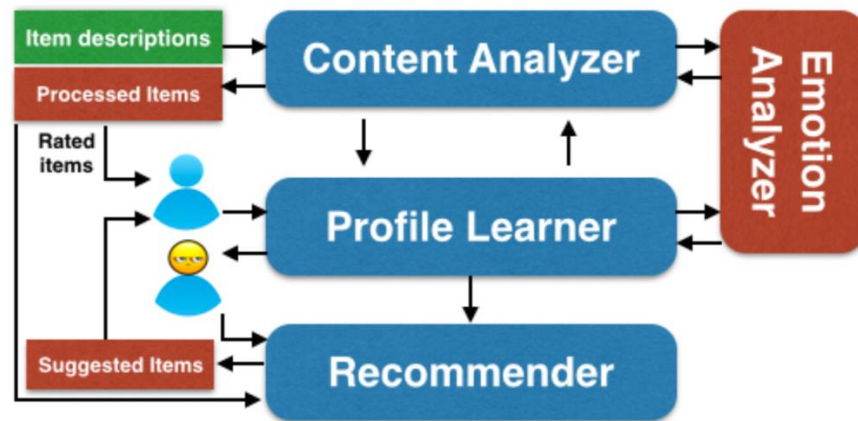 Item descriptions
Content Analyzer
Emotion
Analyzer
Processed Items
Rated
items
Profile Learner
Suggested Items
Recommender